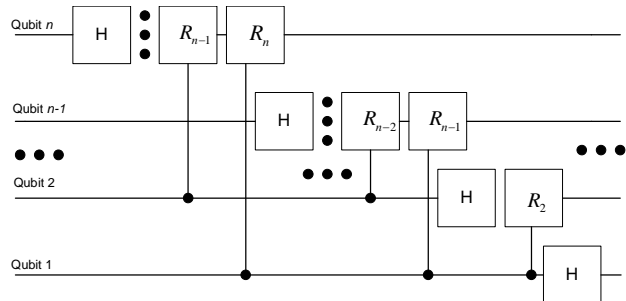 Qubit n H R_{n-1} R_n
Qubit n-1 H R_{n-2} R_{n-1}
Qubit 2 H R_2
Qubit 1 H